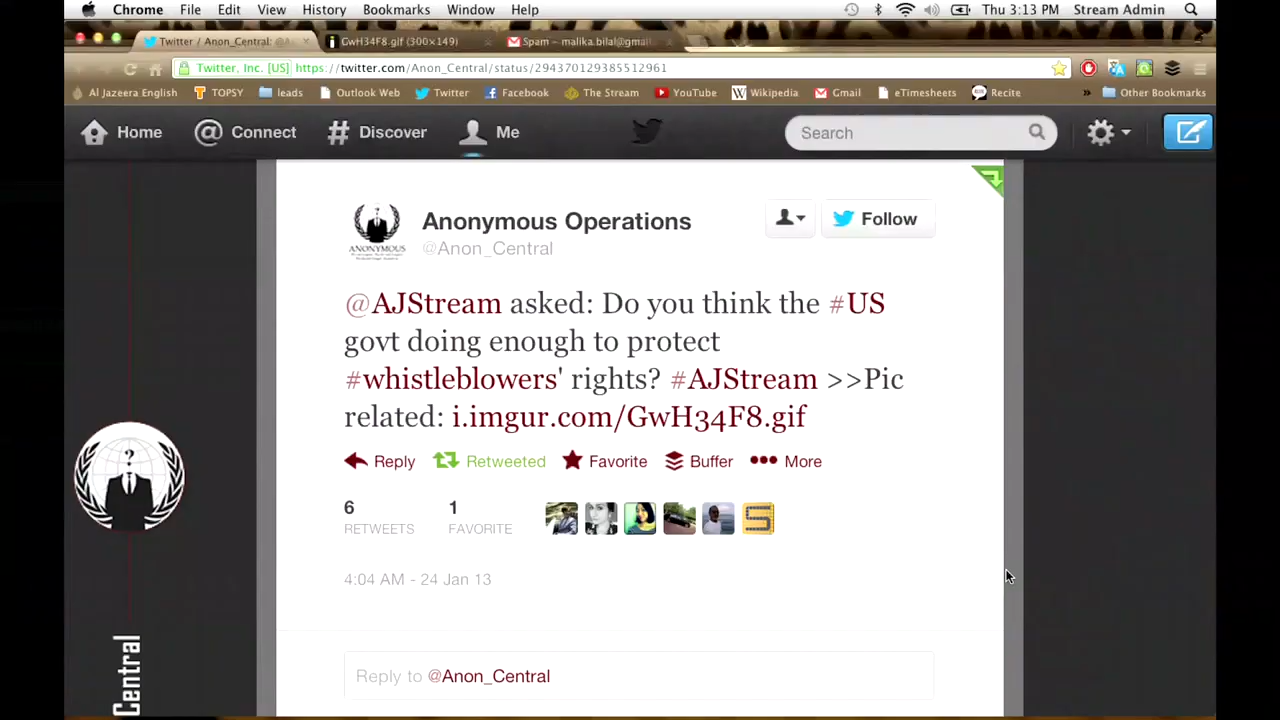 Chrome File Edit View History Bookmarks Window Help Thu 3:13 PM Stream Admin
Twitter / Anon_Central: @A GwH34F8.gif (300×149) Spam – malika.bilal@gmai
Twitter, Inc. [US] https://twitter.com/Anon_Central/status/294370129385512961
Al Jazeera English TOPSY leads Outlook Web Twitter Facebook The Stream YouTube Wikipedia Gmail eTimesheets Recite » Other Bookmarks
Home @ Connect # Discover Me Search
Anonymous Operations
@Anon_Central
Follow
ANONYMOUS
@AJStream asked: Do you think the #US
govt doing enough to protect
#whistleblowers' rights? #AJStream >>Pic
related: i.imgur.com/GwH34F8.gif
Reply Retweeted Favorite Buffer More
6 1
RETWEETS FAVORITE
4:04 AM - 24 Jan 13
Reply to @Anon_Central
Central